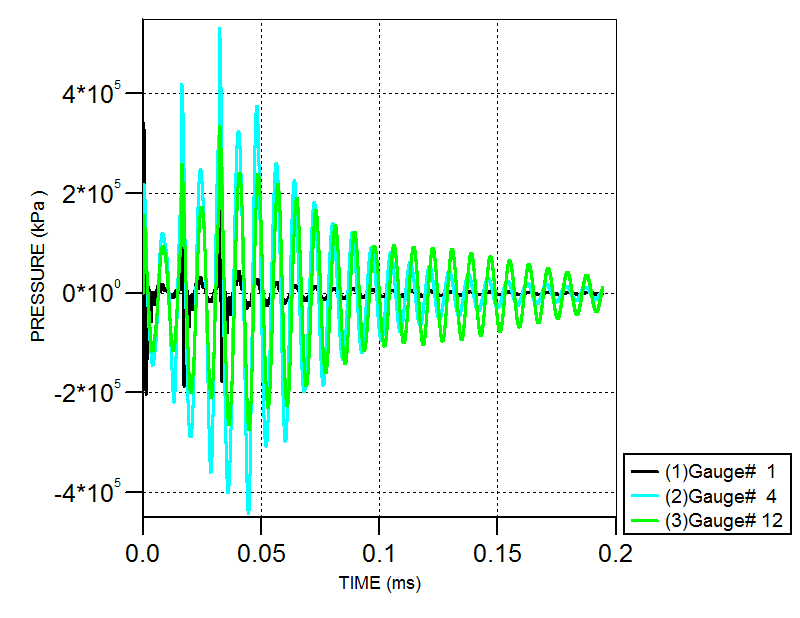 4*10^5
2*10^5
0*10^0
-2*10^5
-4*10^5
PRESSURE (kPa )
0.0 0.05 0.1 0.15 0.2
TIME (ms)
(1)Gauge# 1
(2)Gauge# 4
(3)Gauge# 12